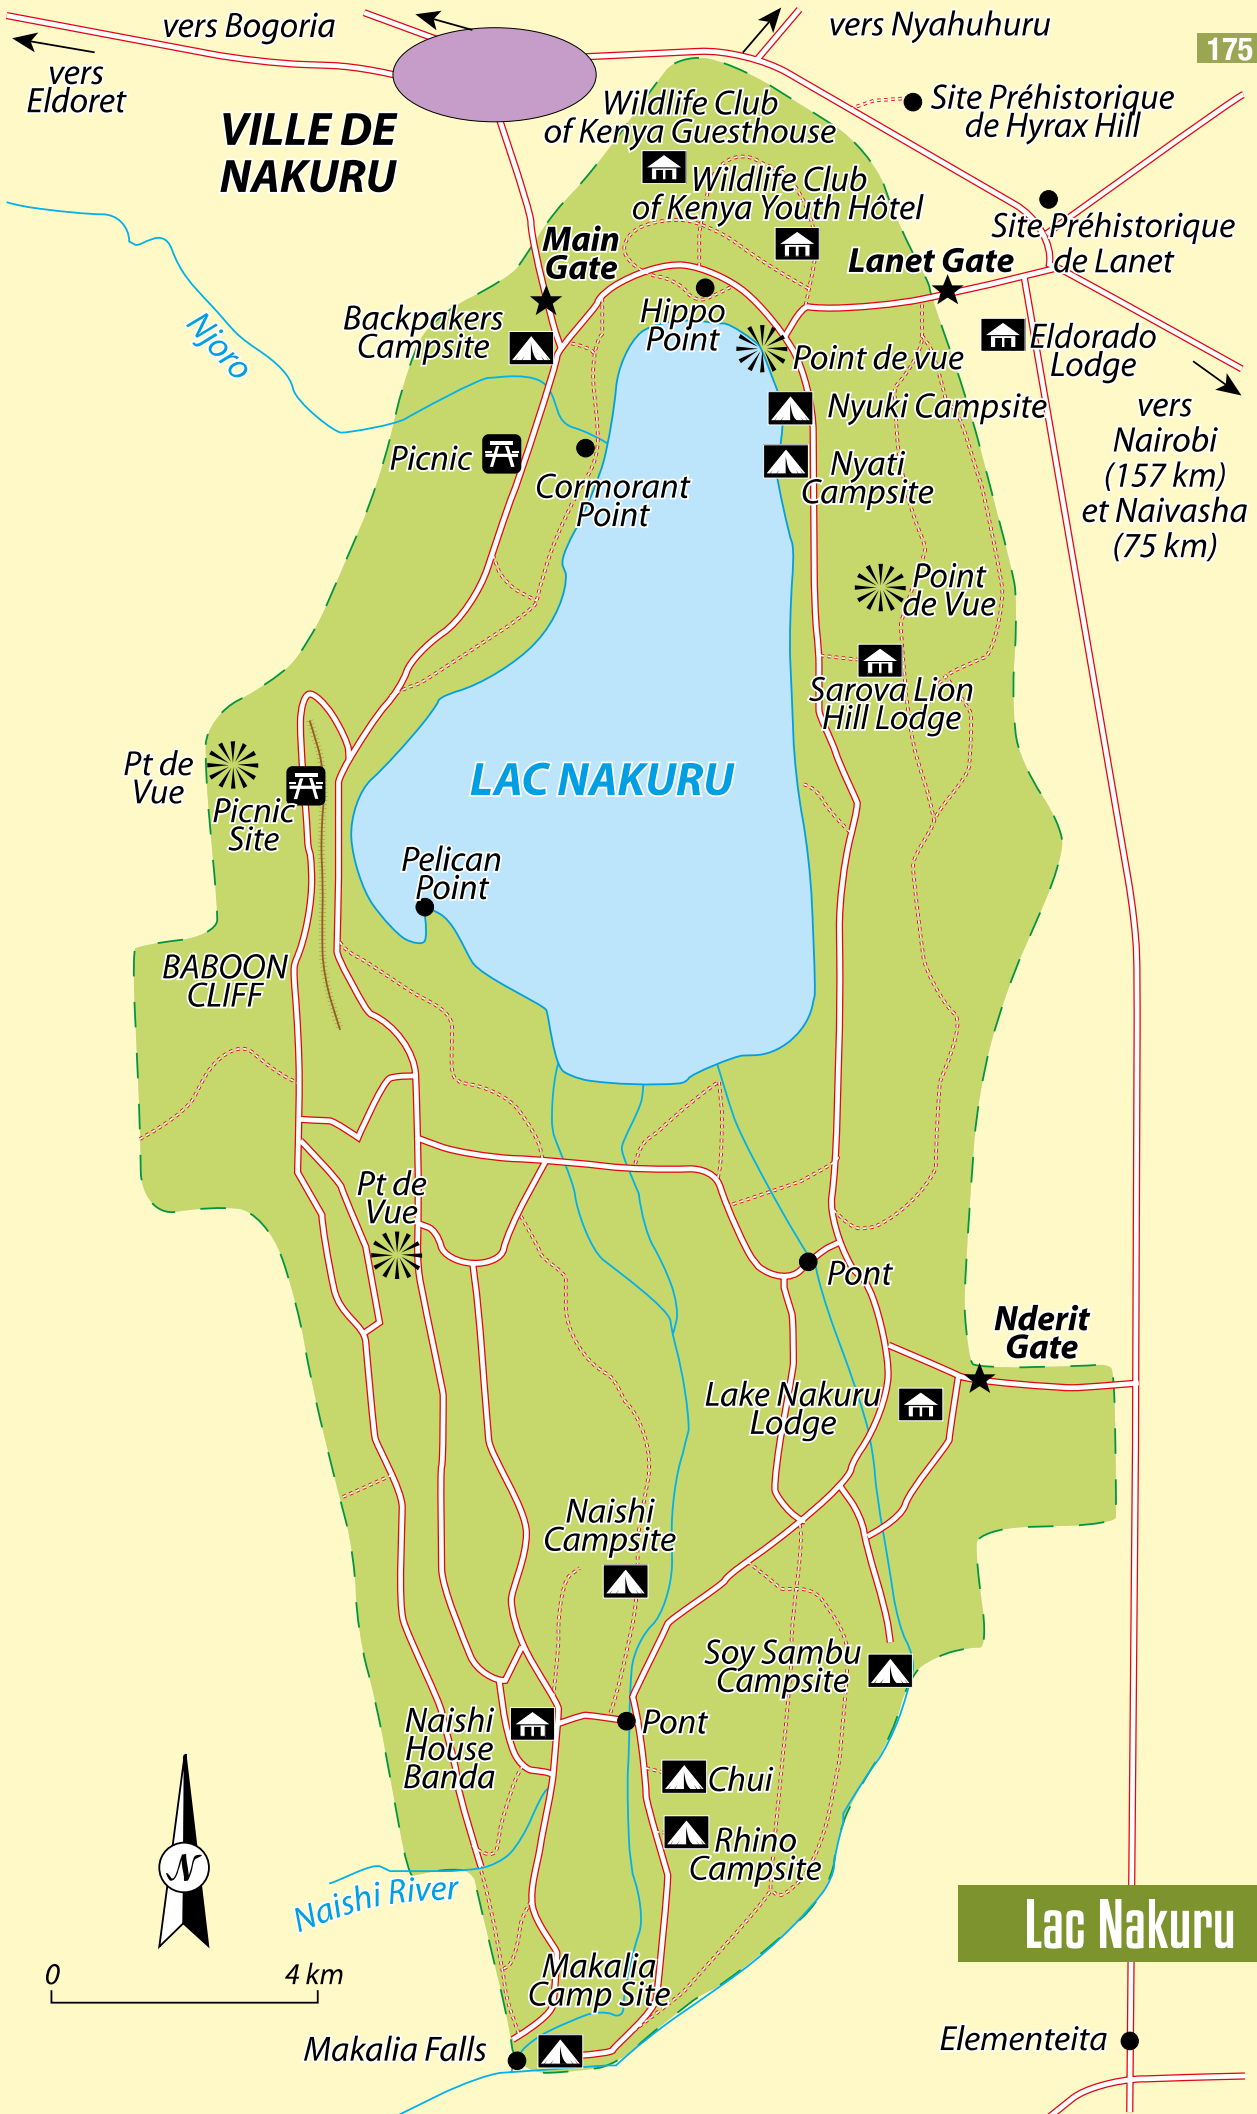 vers Bogoria
vers Nyahuhuru
175
vers
Eldoret
VILLE DE
NAKURU
Wildlife Club
of Kenya Guesthouse
Site Préhistorique
de Hyrax Hill
Wildlife Club
of Kenya Youth Hôtel
Site Préhistorique
de Lanet
Main
Gate
Lanet Gate
Backpakers
Campsite
Hippo
Point
Njoro
Point de vue
Eldorado
Lodge
Nyuki Campsite
vers
Nairobi
(157 km)
et Naivasha
(75 km)
Picnic
Nyati
Campsite
Cormorant
Point
Point
de Vue
Sarova Lion
Hill Lodge
Pt de
Vue
LAC NAKURU
Picnic
Site
Pelican
Point
BABOON
CLIFF
Pt de
Vue
Pont
Nderit
Gate
Lake Nakuru
Lodge
Naishi
Campsite
Soy Sambu
Campsite
Naishi
House
Banda
Pont
Chui
Rhino
Campsite
N
Naishi River
Lac Nakuru
0
4 km
Makalia
Camp Site
Makalia Falls
Elementeita